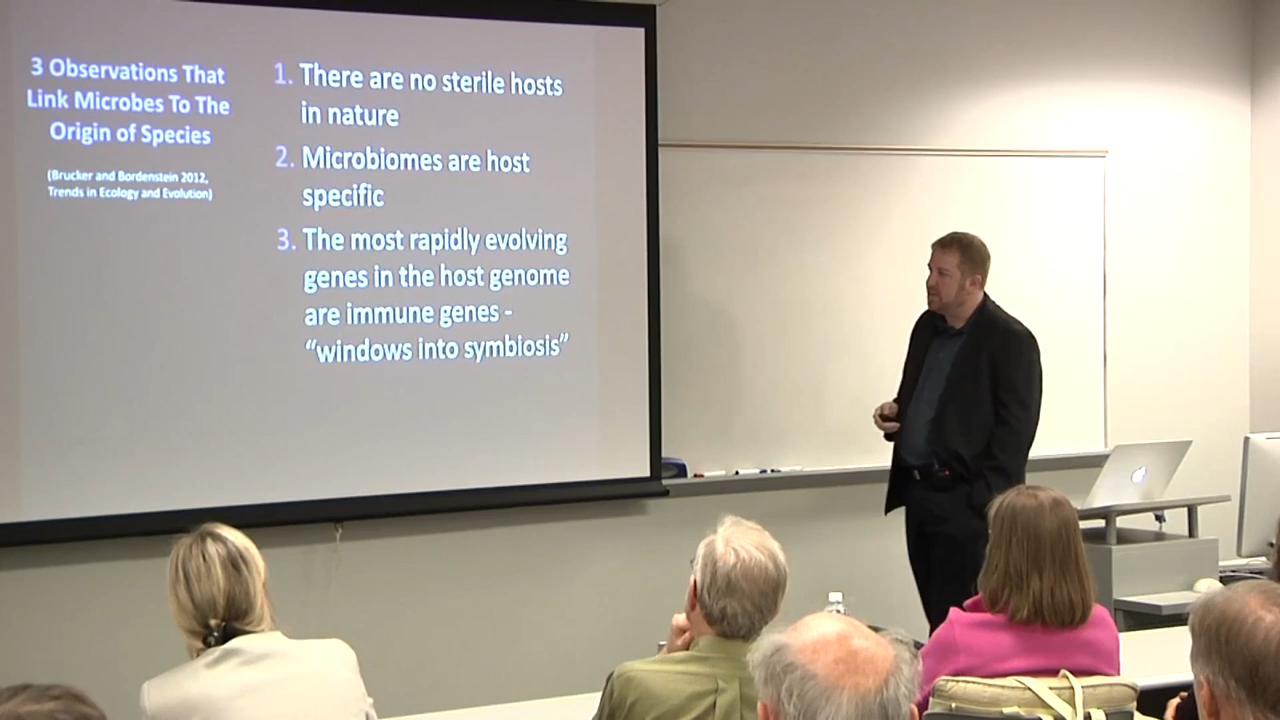 3 Observations That
Link Microbes To The
Origin of Species
(Brucker and Bordenstein 2012,
Trends in Ecology and Evolution)
1. There are no sterile hosts
in nature
2. Microbiomes are host
specific
3. The most rapidly evolving
genes in the host genome
are immune genes -
“windows into symbiosis”